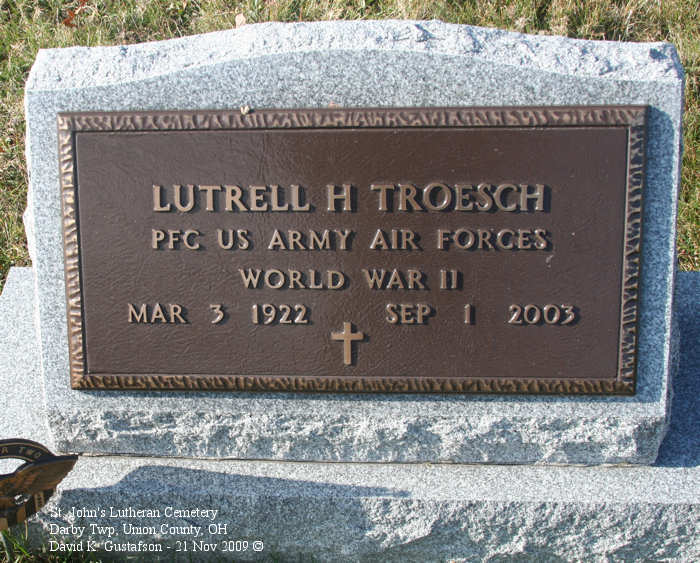 LUTRELL H TROESCH
PFC US ARMY AIR FORCES
WORLD WAR II
MAR 3 1922 SEP 1 2003
St. John's Lutheran Cemetery
Darby Twp, Union County, OH
David K. Gustafson - 21 Nov 2009 ©